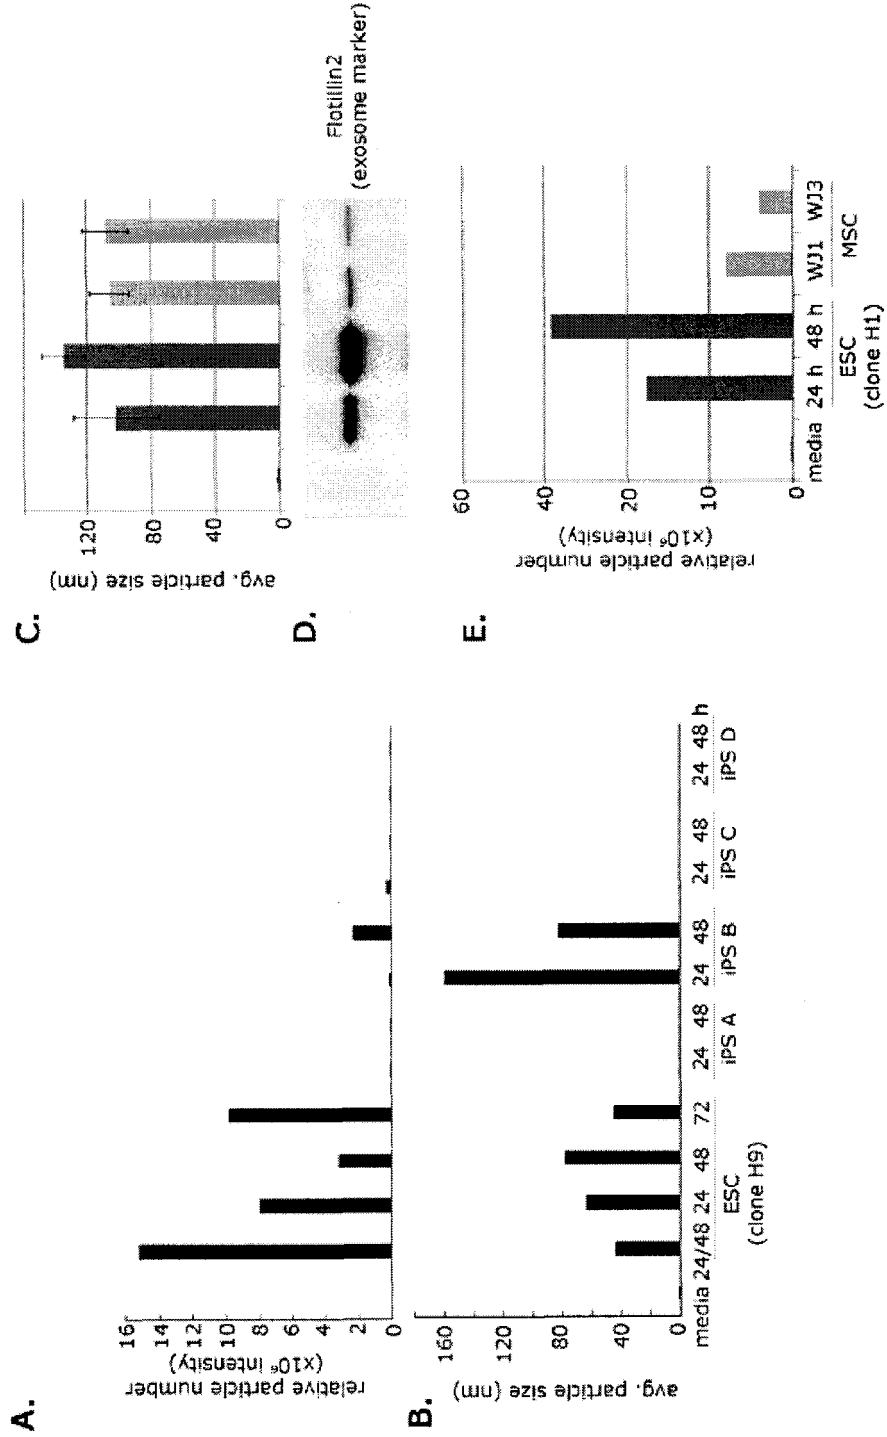 A.
relative particle number
(x10⁶ intensity)
16
14
12
10
8
6
4
2
0
B.
avg. particle size (nm)
160
120
80
40
0
media 24/48 24 48 72 24 48 24 48 24 48 24 48 h
ESC iPS A iPS B iPS C iPS D
(clone H9)
C.
avg. particle size (nm)
120
80
40
0
D.
Flotillin2
(exosome marker)
E.
relative particle number
(x10⁶ intensity)
60
40
20
10
0
media 24 h 48 h WJ1 WJ3
ESC MSC
(clone H1)